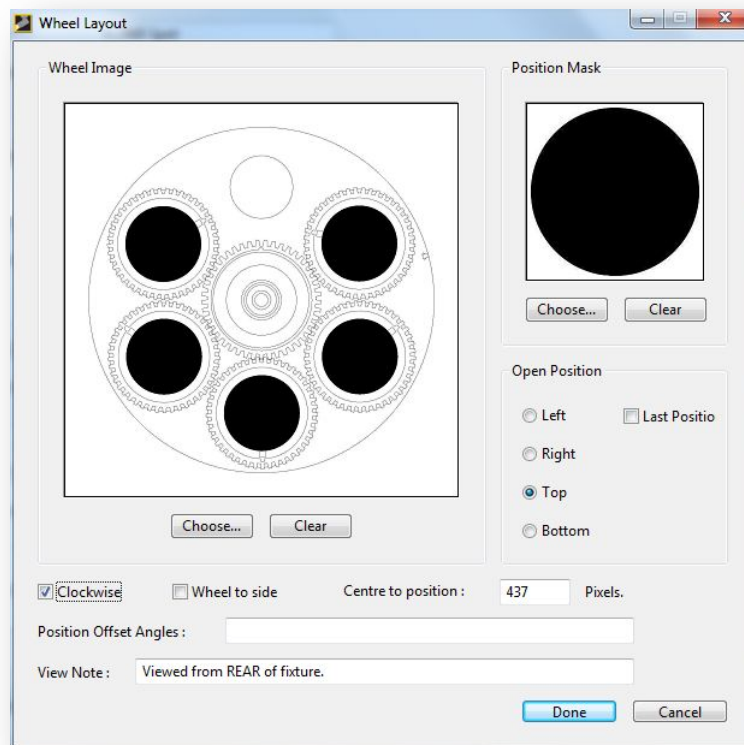 Wheel Layout
Wheel Image
Position Mask
Choose... Clear
Open Position
Left Last Positio
Right
Top
Bottom
Choose... Clear
Clockwise Wheel to side Centre to position : 437 Pixels.
Position Offset Angles :
View Note : Viewed from REAR of fixture.
Done Cancel